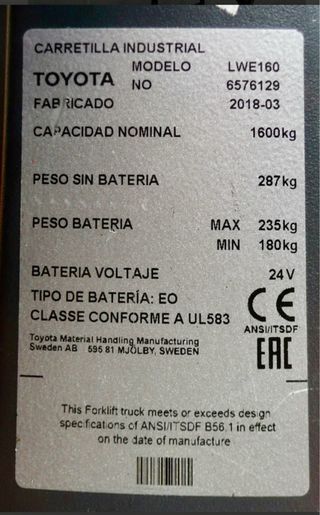 CARRETILLA INDUSTRIAL
TOYOTA MODELO LWE160
NO 6576129
FABRICADO 2018-03
CAPACIDAD NOMINAL 1600kg
PESO SIN BATERIA 287kg
PESO BATERIA MAX 235kg
MIN 180kg
BATERIA VOLTAJE 24V
TIPO DE BATERÍA: EO
CLASSE CONFORME A UL583
CE
ANSI/ITSDF
Toyota Material Handling Manufacturing
Sweden AB 595 81 MJÖLBY, SWEDEN
EAC
This Forklift truck meets or exceeds design
specifications of ANSI/ITSDF B56.1 in effect
on the date of manufacture